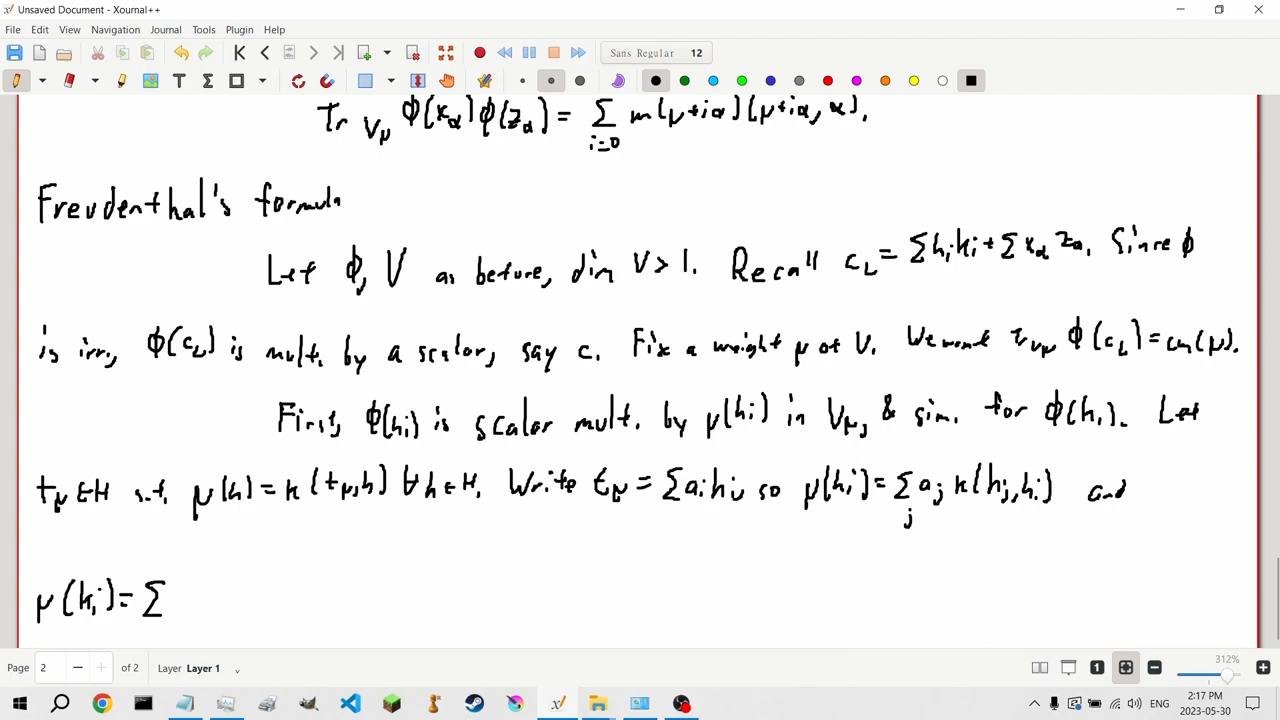 Unsaved Document - Xournal++
File Edit View Navigation Journal Tools Plugin Help
Sans Regular 12
Tr_{V_μ} ϕ(x_α)ϕ(z_α) = Σ_{i=0} m(μ+iα)(μ+iα, α).
Freudenthal's formula
Let ϕ, V as before, dim V > 1. Recall c_L = Σ h_i k_i + Σ x_α z_α. Since ϕ
is irr, ϕ(c_L) is mult. by a scalar, say c. Fix a weight μ of V. We want tr_{V_μ} ϕ(c_L) = cm(μ).
First, ϕ(h_i) is scalar mult. by μ(h_i) in V_μ, & sim. for ϕ(k_i). Let
t_μ ∈ H s.t. μ(h) = κ(t_μ, h) ∀h ∈ H. Write t_μ = Σ a_i h_i, so μ(h_i) = Σ_j a_j κ(h_j, h_i) and
μ(k_i) = Σ
Page 2 of 2 Layer Layer 1
312%
ENG
2:17 PM
2023-05-30